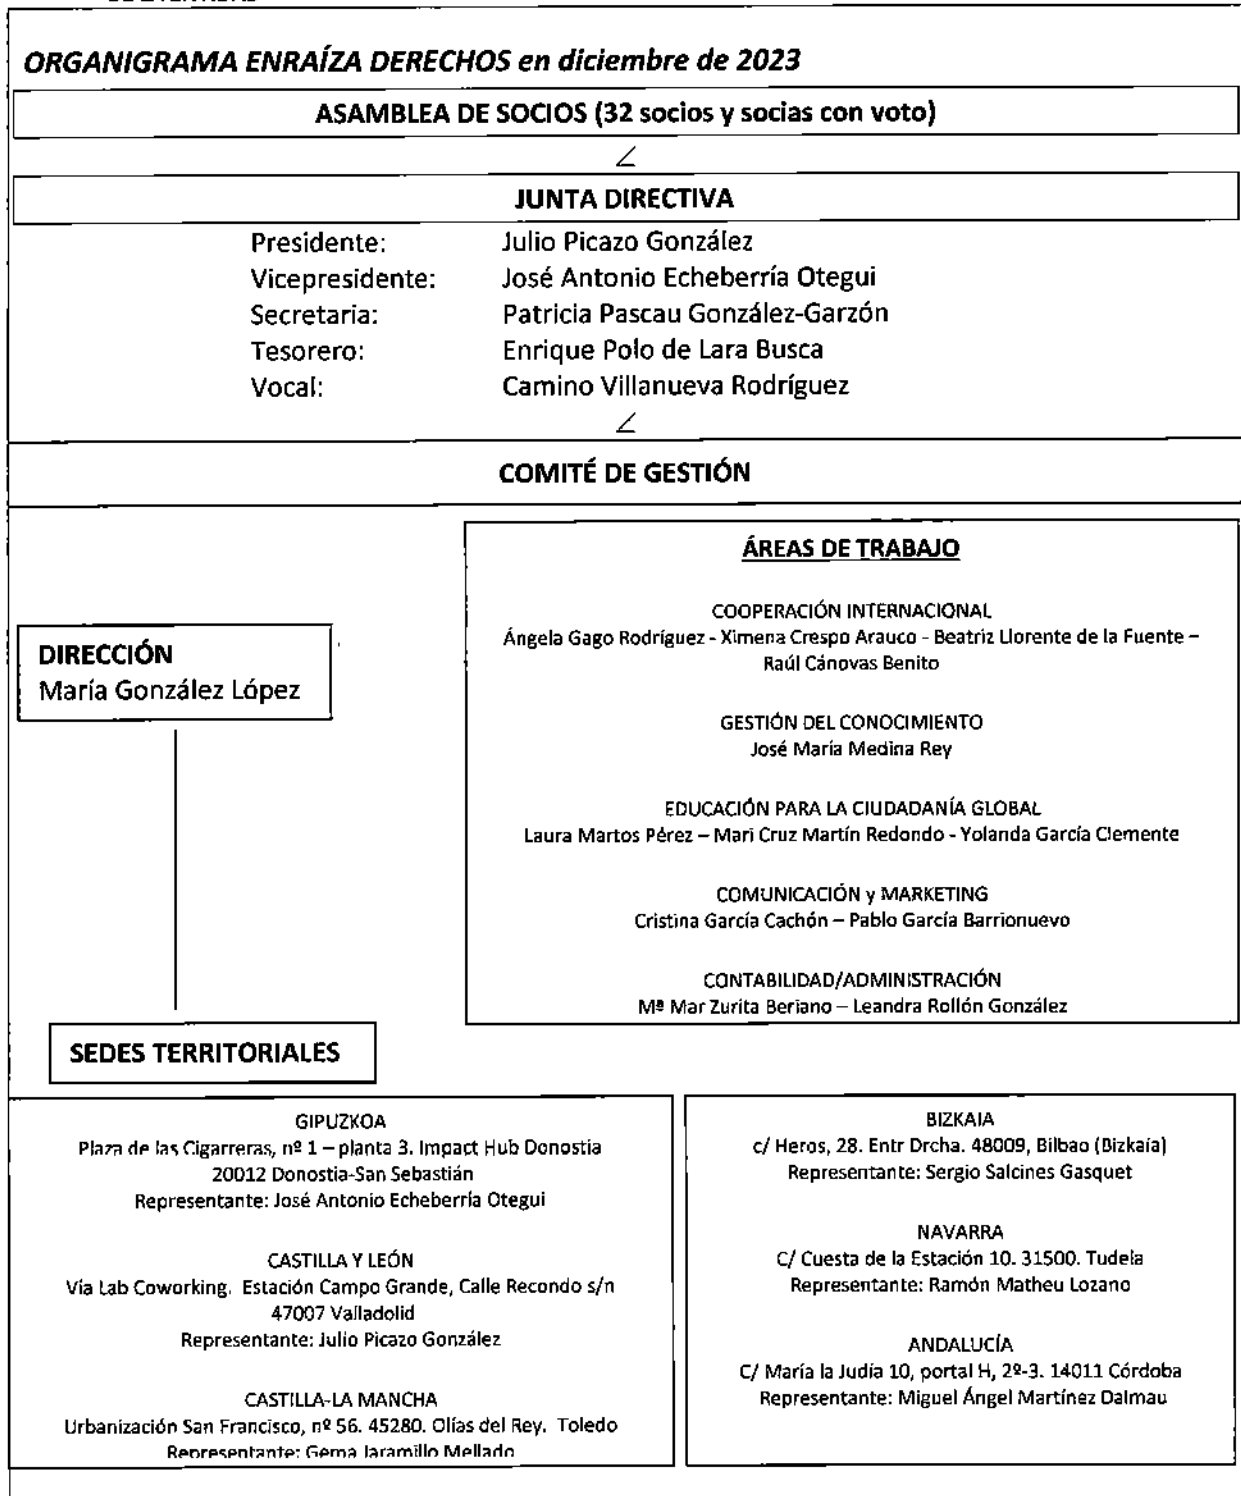 ORGANIGRAMA ENRAÍZA DERECHOS en diciembre de 2023
ASAMBLEA DE SOCIOS (32 socios y socias con voto)
JUNTA DIRECTIVA
Presidente: Julio Picazo González
Vicepresidente: José Antonio Echeberría Otegui
Secretaria: Patricia Pascau González-Garzón
Tesorero: Enrique Polo de Lara Busca
Vocal: Camino Villanueva Rodríguez
COMITÉ DE GESTIÓN
DIRECCIÓN
María González López
ÁREAS DE TRABAJO
COOPERACIÓN INTERNACIONAL
Ángela Gago Rodríguez - Ximena Crespo Arauco - Beatriz Llorente de la Fuente –
Raúl Cánovas Benito
GESTIÓN DEL CONOCIMIENTO
José María Medina Rey
EDUCACIÓN PARA LA CIUDADANÍA GLOBAL
Laura Martos Pérez – Mari Cruz Martín Redondo - Yolanda García Clemente
COMUNICACIÓN y MARKETING
Cristina García Cachón – Pablo García Barrionuevo
CONTABILIDAD/ADMINISTRACIÓN
Mª Mar Zurita Beriano – Leandra Rollón González
SEDES TERRITORIALES
GIPUZKOA
Plaza de las Cigarreras, nº 1 – planta 3. Impact Hub Donostia
20012 Donostia-San Sebastián
Representante: José Antonio Echeberría Otegui
CASTILLA Y LEÓN
Vía Lab Coworking. Estación Campo Grande, Calle Recondo s/n
47007 Valladolid
Representante: Julio Picazo González
CASTILLA-LA MANCHA
Urbanización San Francisco, nº 56. 45280. Olías del Rey. Toledo
Representante: Gema Jaramillo Mellado
BIZKAIA
c/ Heros, 28. Entr Drcha. 48009, Bilbao (Bizkaia)
Representante: Sergio Salcines Gasquet
NAVARRA
C/ Cuesta de la Estación 10. 31500. Tudela
Representante: Ramón Matheu Lozano
ANDALUCÍA
C/ María la Judía 10, portal H, 2º-3. 14011 Córdoba
Representante: Miguel Ángel Martínez Dalmau